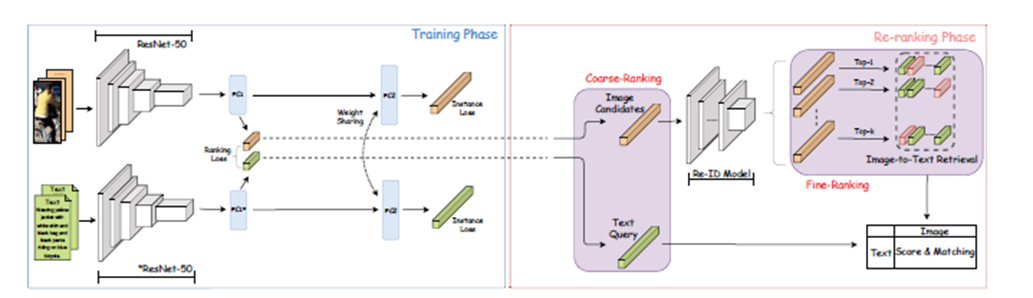 Training Phase
ResNet-50
FC1
FC2
Instance
Loss
Weight
Sharing
Ranking
Loss
Text
Text
Wearing yellow
jacket with
white shirt and
black bag and
black pants
riding on blue
bicycle
FC1*
FC2
Instance
Loss
*ResNet-50
Re-ranking Phase
Coarse-Ranking
Image
Candidates
Text
Query
Re-ID Model
Top-1
Top-2
Top-k
Image-to-Text Retrieval
Fine-Ranking
Image
Text Score & Matching